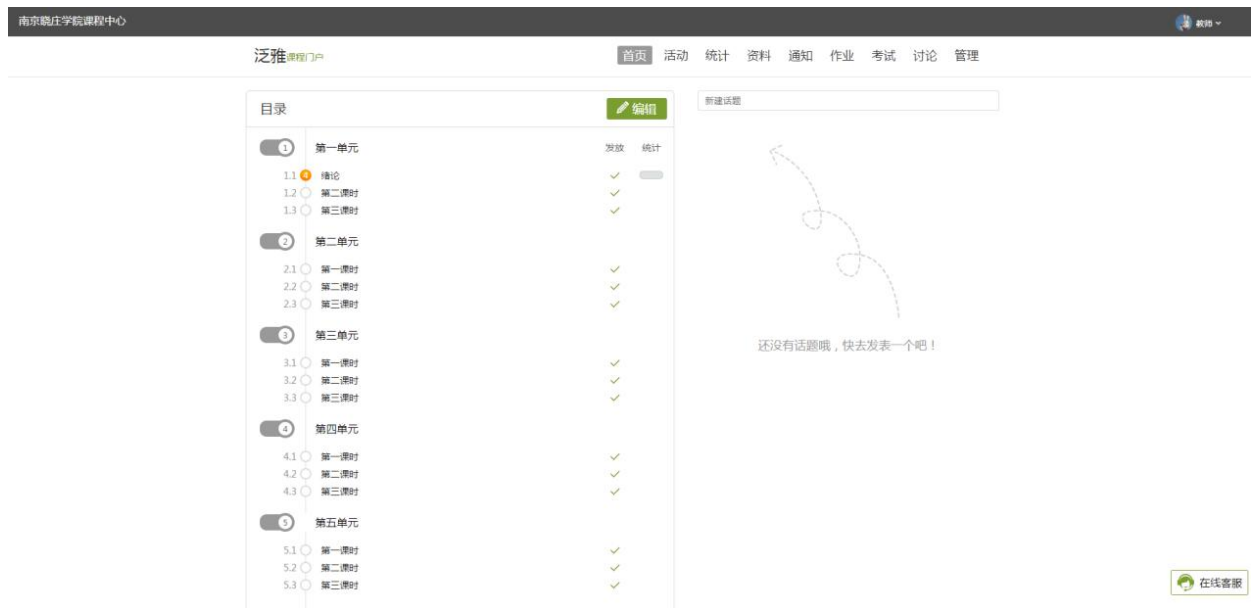 南京晓庄学院课程中心 教师
泛雅课程门户 首页 活动 统计 资料 通知 作业 考试 讨论 管理
目录 编辑
1 第一单元 发放 统计
1.1 4 绪论
1.2 第二课时
1.3 第三课时
2 第二单元
2.1 第一课时
2.2 第二课时
2.3 第三课时
3 第三单元
3.1 第一课时
3.2 第二课时
3.3 第三课时
4 第四单元
4.1 第一课时
4.2 第二课时
4.3 第三课时
5 第五单元
5.1 第一课时
5.2 第二课时
5.3 第三课时
新建话题
还没有话题哦，快去发表一个吧！
在线客服